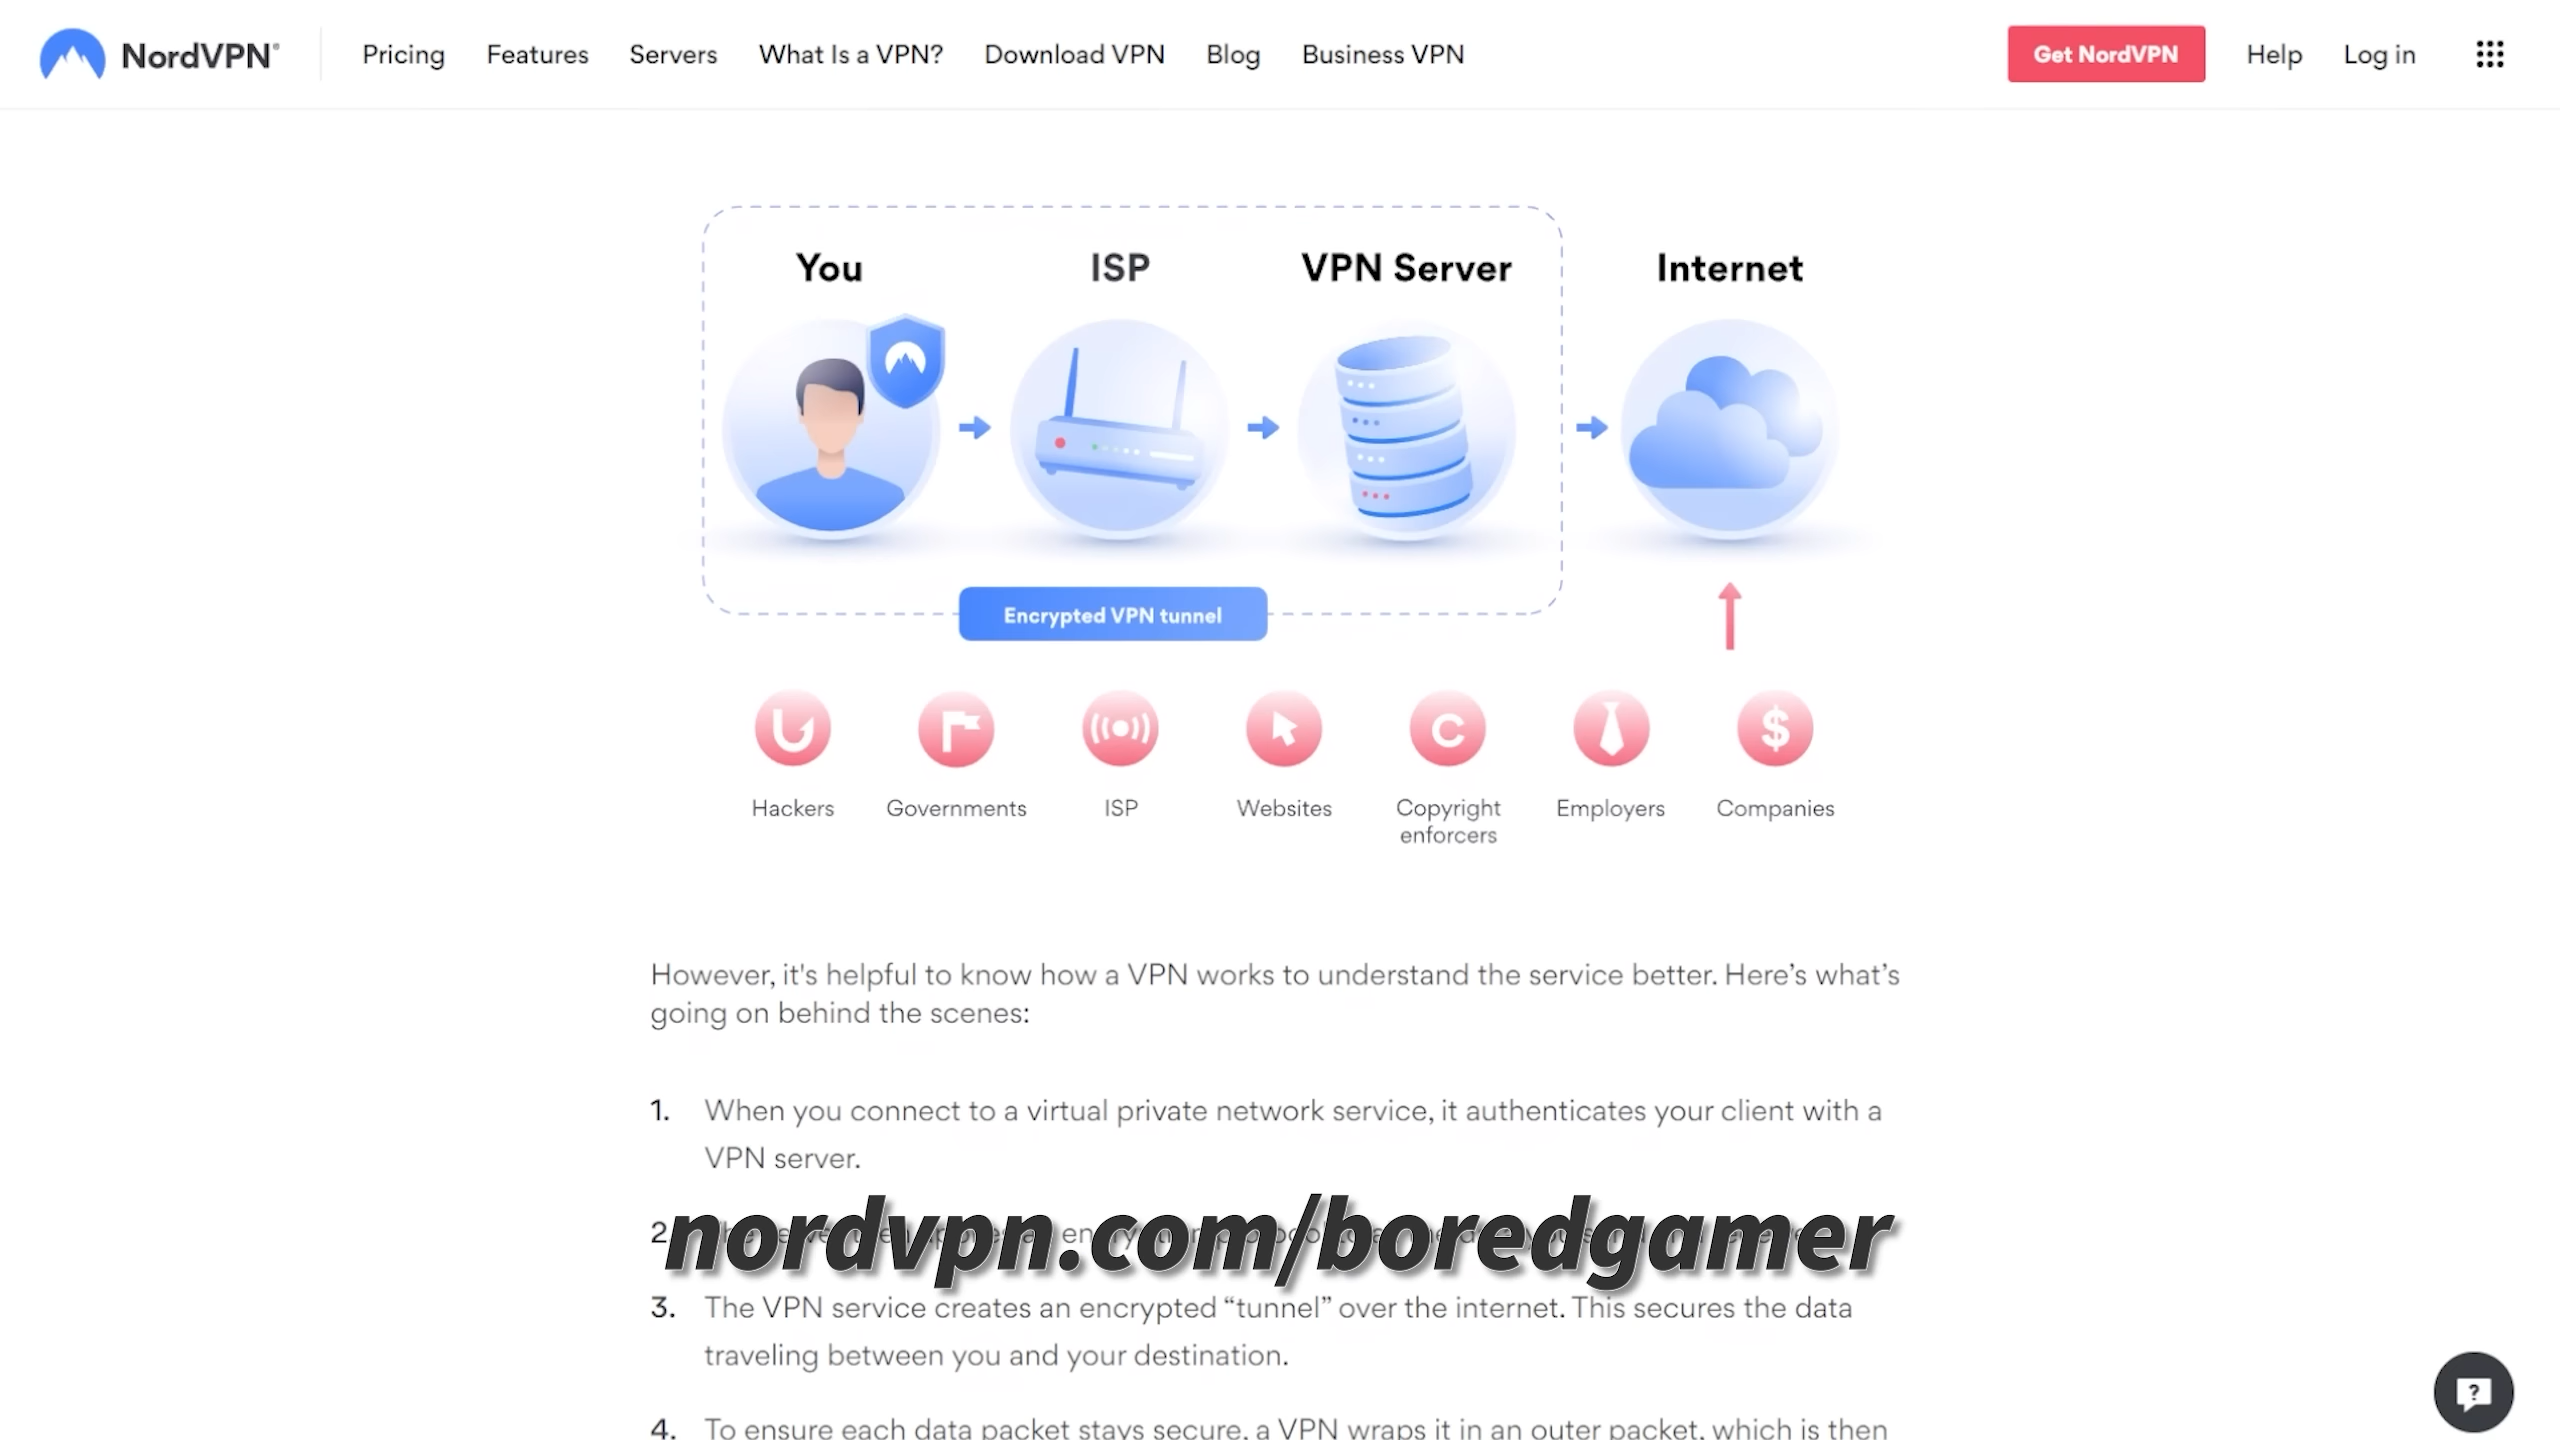 NordVPN®
Pricing
Features
Servers
What Is a VPN?
Download VPN
Blog
Business VPN
Get NordVPN
Help
Log in
You
ISP
VPN Server
Internet
Encrypted VPN tunnel
Hackers
Governments
ISP
Websites
Copyright
enforcers
Employers
Companies
However, it's helpful to know how a VPN works to understand the service better. Here’s what’s
going on behind the scenes:
1. When you connect to a virtual private network service, it authenticates your client with a
VPN server.
2
nordvpn.com/boredgamer
3. The VPN service creates an encrypted “tunnel” over the internet. This secures the data
traveling between you and your destination.
4. To ensure each data packet stays secure, a VPN wraps it in an outer packet, which is then